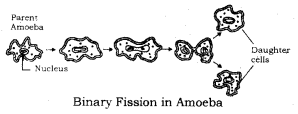 Parent
Amoeba
Nucleus
Daughter
cells
Binary Fission in Amoeba